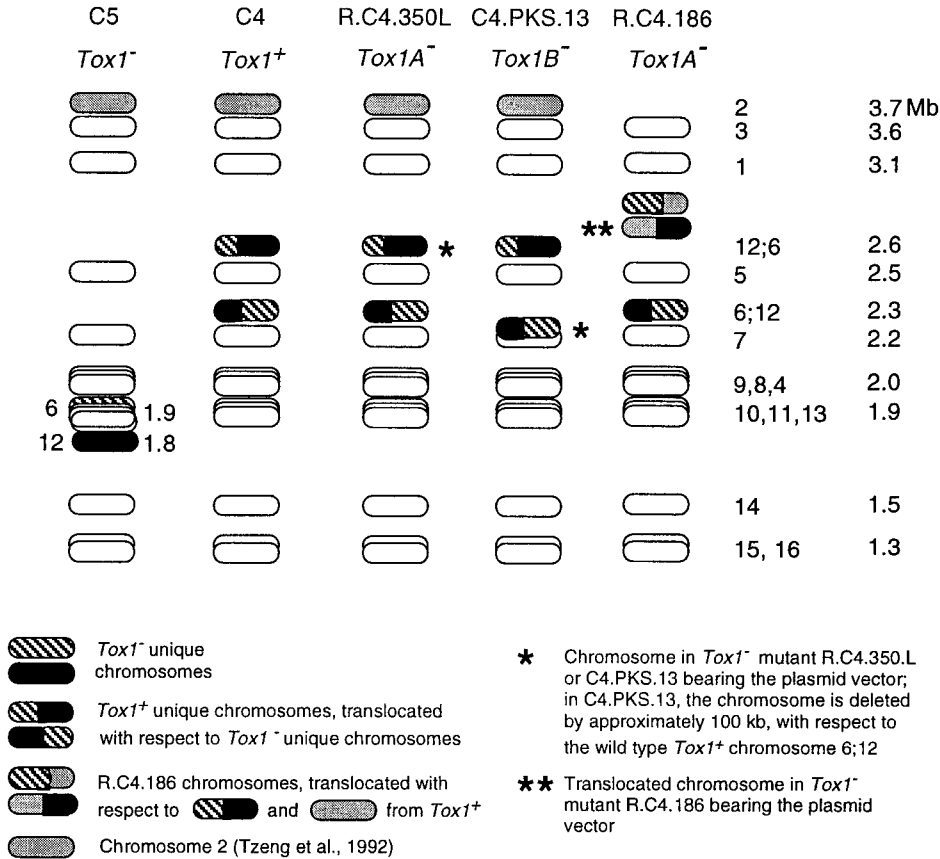 C5 C4 R.C4.350L C4.PKS.13 R.C4.186
Tox1- Tox1+ Tox1A- Tox1B- Tox1A-
2 3.7 Mb
3 3.6
1 3.1
**
* 12;6 2.6
5 2.5
6;12 2.3
* 7 2.2
9,8,4 2.0
6 1.9 10,11,13 1.9
12 1.8
14 1.5
15, 16 1.3
Tox1- unique
chromosomes
Tox1+ unique chromosomes, translocated
with respect to Tox1- unique chromosomes
R.C4.186 chromosomes, translocated with
respect to and from Tox1+
Chromosome 2 (Tzeng et al., 1992)
* Chromosome in Tox1- mutant R.C4.350.L
or C4.PKS.13 bearing the plasmid vector;
in C4.PKS.13, the chromosome is deleted
by approximately 100 kb, with respect to
the wild type Tox1+ chromosome 6;12
** Translocated chromosome in Tox1-
mutant R.C4.186 bearing the plasmid
vector